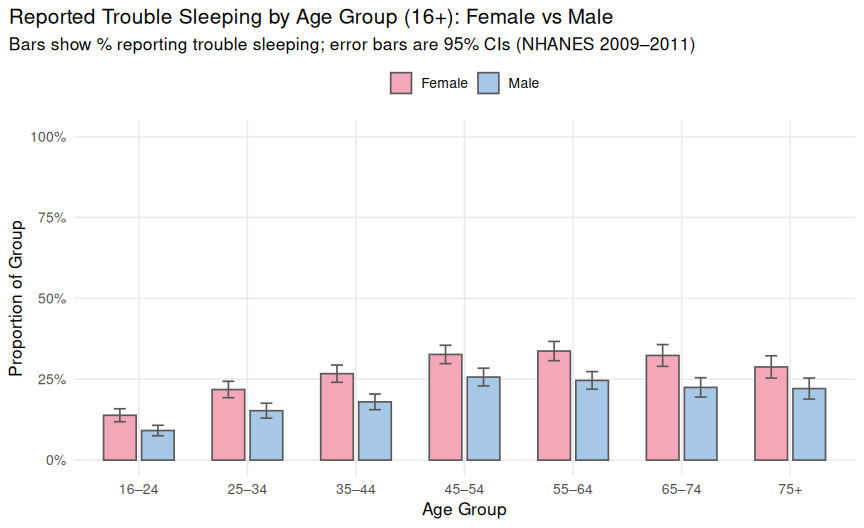 Reported Trouble Sleeping by Age Group (16+): Female vs Male
Bars show % reporting trouble sleeping; error bars are 95% CIs (NHANES 2009–2011)
Female Male
Proportion of Group
100%
75%
50%
25%
0%
16–24 25–34 35–44 45–54 55–64 65–74 75+
Age Group